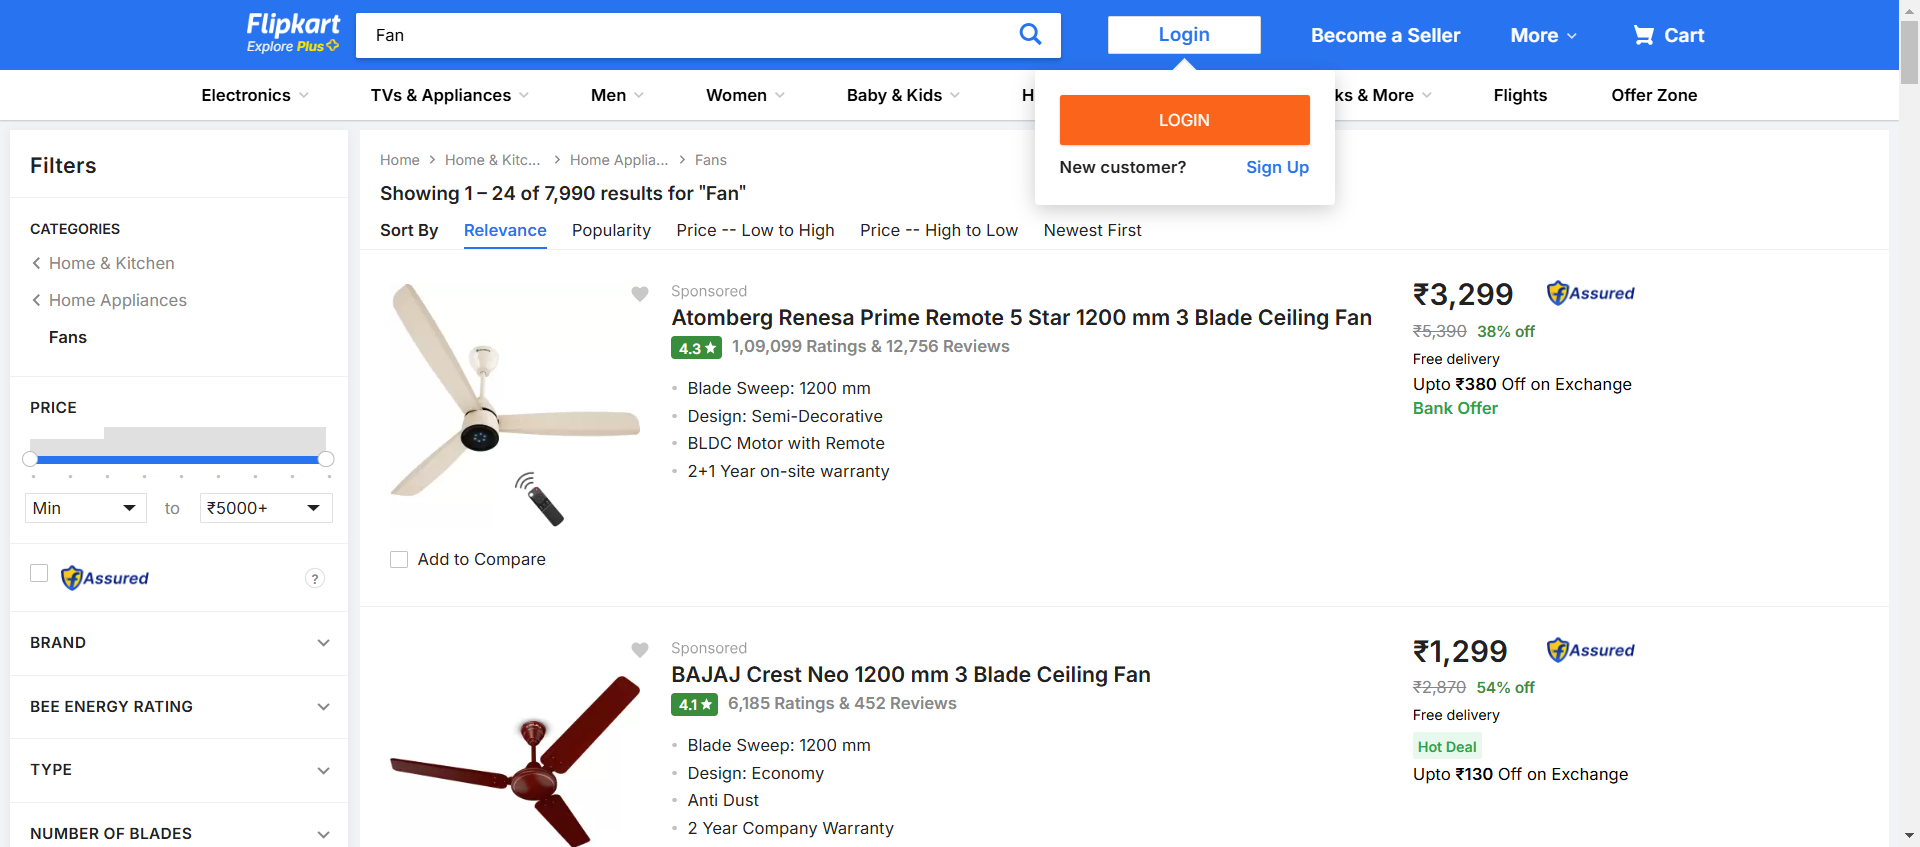 Flipkart
Explore Plus
Fan
Login
Become a Seller
More
Cart
Electronics
TVs & Appliances
Men
Women
Baby & Kids
H
ks & More
Flights
Offer Zone
LOGIN
New customer? Sign Up
Filters
CATEGORIES
Home & Kitchen
Home Appliances
Fans
PRICE
Min to ₹5000+
Assured
?
BRAND
BEE ENERGY RATING
TYPE
NUMBER OF BLADES
Home > Home & Kitc... > Home Applia... > Fans
Showing 1 – 24 of 7,990 results for "Fan"
Sort By Relevance Popularity Price -- Low to High Price -- High to Low Newest First
Sponsored
Atomberg Renesa Prime Remote 5 Star 1200 mm 3 Blade Ceiling Fan
4.3 ★ 1,09,099 Ratings & 12,756 Reviews
Blade Sweep: 1200 mm
Design: Semi-Decorative
BLDC Motor with Remote
2+1 Year on-site warranty
Add to Compare
₹3,299 Assured
₹5,390 38% off
Free delivery
Upto ₹380 Off on Exchange
Bank Offer
Sponsored
BAJAJ Crest Neo 1200 mm 3 Blade Ceiling Fan
4.1 ★ 6,185 Ratings & 452 Reviews
Blade Sweep: 1200 mm
Design: Economy
Anti Dust
2 Year Company Warranty
₹1,299 Assured
₹2,870 54% off
Free delivery
Hot Deal
Upto ₹130 Off on Exchange